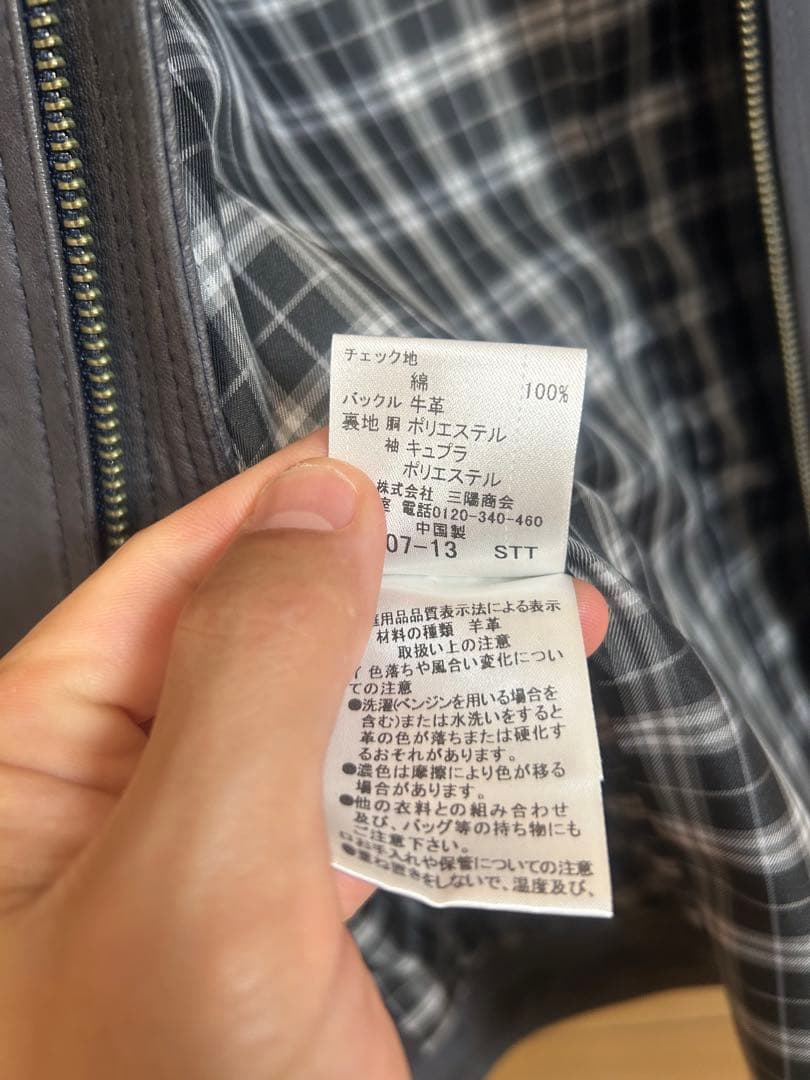 チェック地
綿 100%
バックル 牛革
裏地 胴 ポリエステル
袖 キュプラ
ポリエステル
株式会社 三陽商会
室 電話0120-340-460
中国製
07-13 STT
庭用品品質表示法による表示
材料の種類 羊革
取扱い上の注意
イ 色落ちや風合い変化につい
ての注意
●洗濯(ベンジンを用いる場合を
含む)または水洗いをすると
革の色が落ちまたは硬化す
るおそれがあります。
●濃色は摩擦により色が移る
場合があります。
●他の衣料との組み合わせ
及び、バッグ等の持ち物にも
ご注意下さい。
ロお手入れや保管についての注意
●重ね置きをしないで、温度及び、